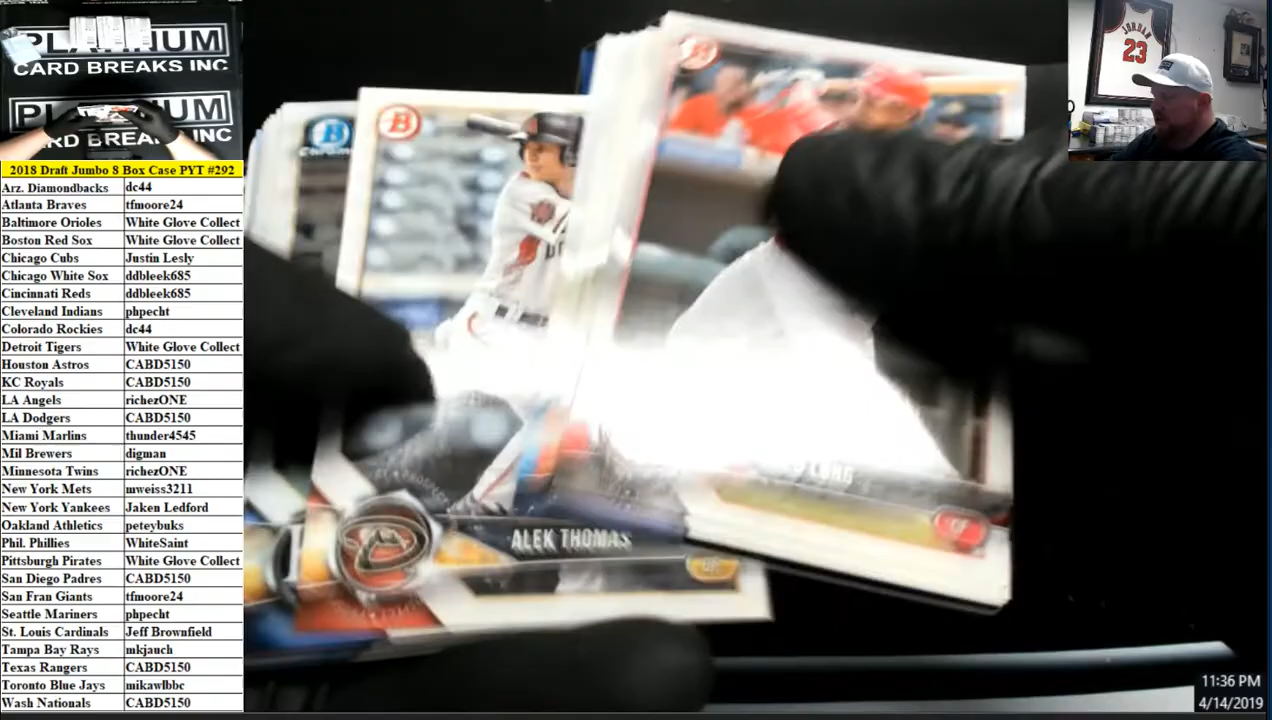 PLATINUM
CARD BREAKS INC
PLATINUM
CARD BREAKS INC
JORDAN
23
2018 Draft Jumbo 8 Box Case PYT #292
Arz. Diamondbacks dc44
Atlanta Braves tfmoore24
Baltimore Orioles White Glove Collect
Boston Red Sox White Glove Collect
Chicago Cubs Justin Lesly
Chicago White Sox ddbleek685
Cincinnati Reds ddbleek685
Cleveland Indians phpecht
Colorado Rockies dc44
Detroit Tigers White Glove Collect
Houston Astros CABD5150
KC Royals CABD5150
LA Angels richezONE
LA Dodgers CABD5150
Miami Marlins thunder4545
Mil Brewers digman
Minnesota Twins richezONE
New York Mets mweiss3211
New York Yankees Jaken Ledford
Oakland Athletics peteybuks
Phil. Phillies WhiteSaint
Pittsburgh Pirates White Glove Collect
San Diego Padres CABD5150
San Fran Giants tfmoore24
Seattle Mariners phpecht
St. Louis Cardinals Jeff Brownfield
Tampa Bay Rays mkjauch
Texas Rangers CABD5150
Toronto Blue Jays mikawlbbc
Wash Nationals CABD5150
B
B
ALEK THOMAS
OF
11:36 PM
4/14/2019